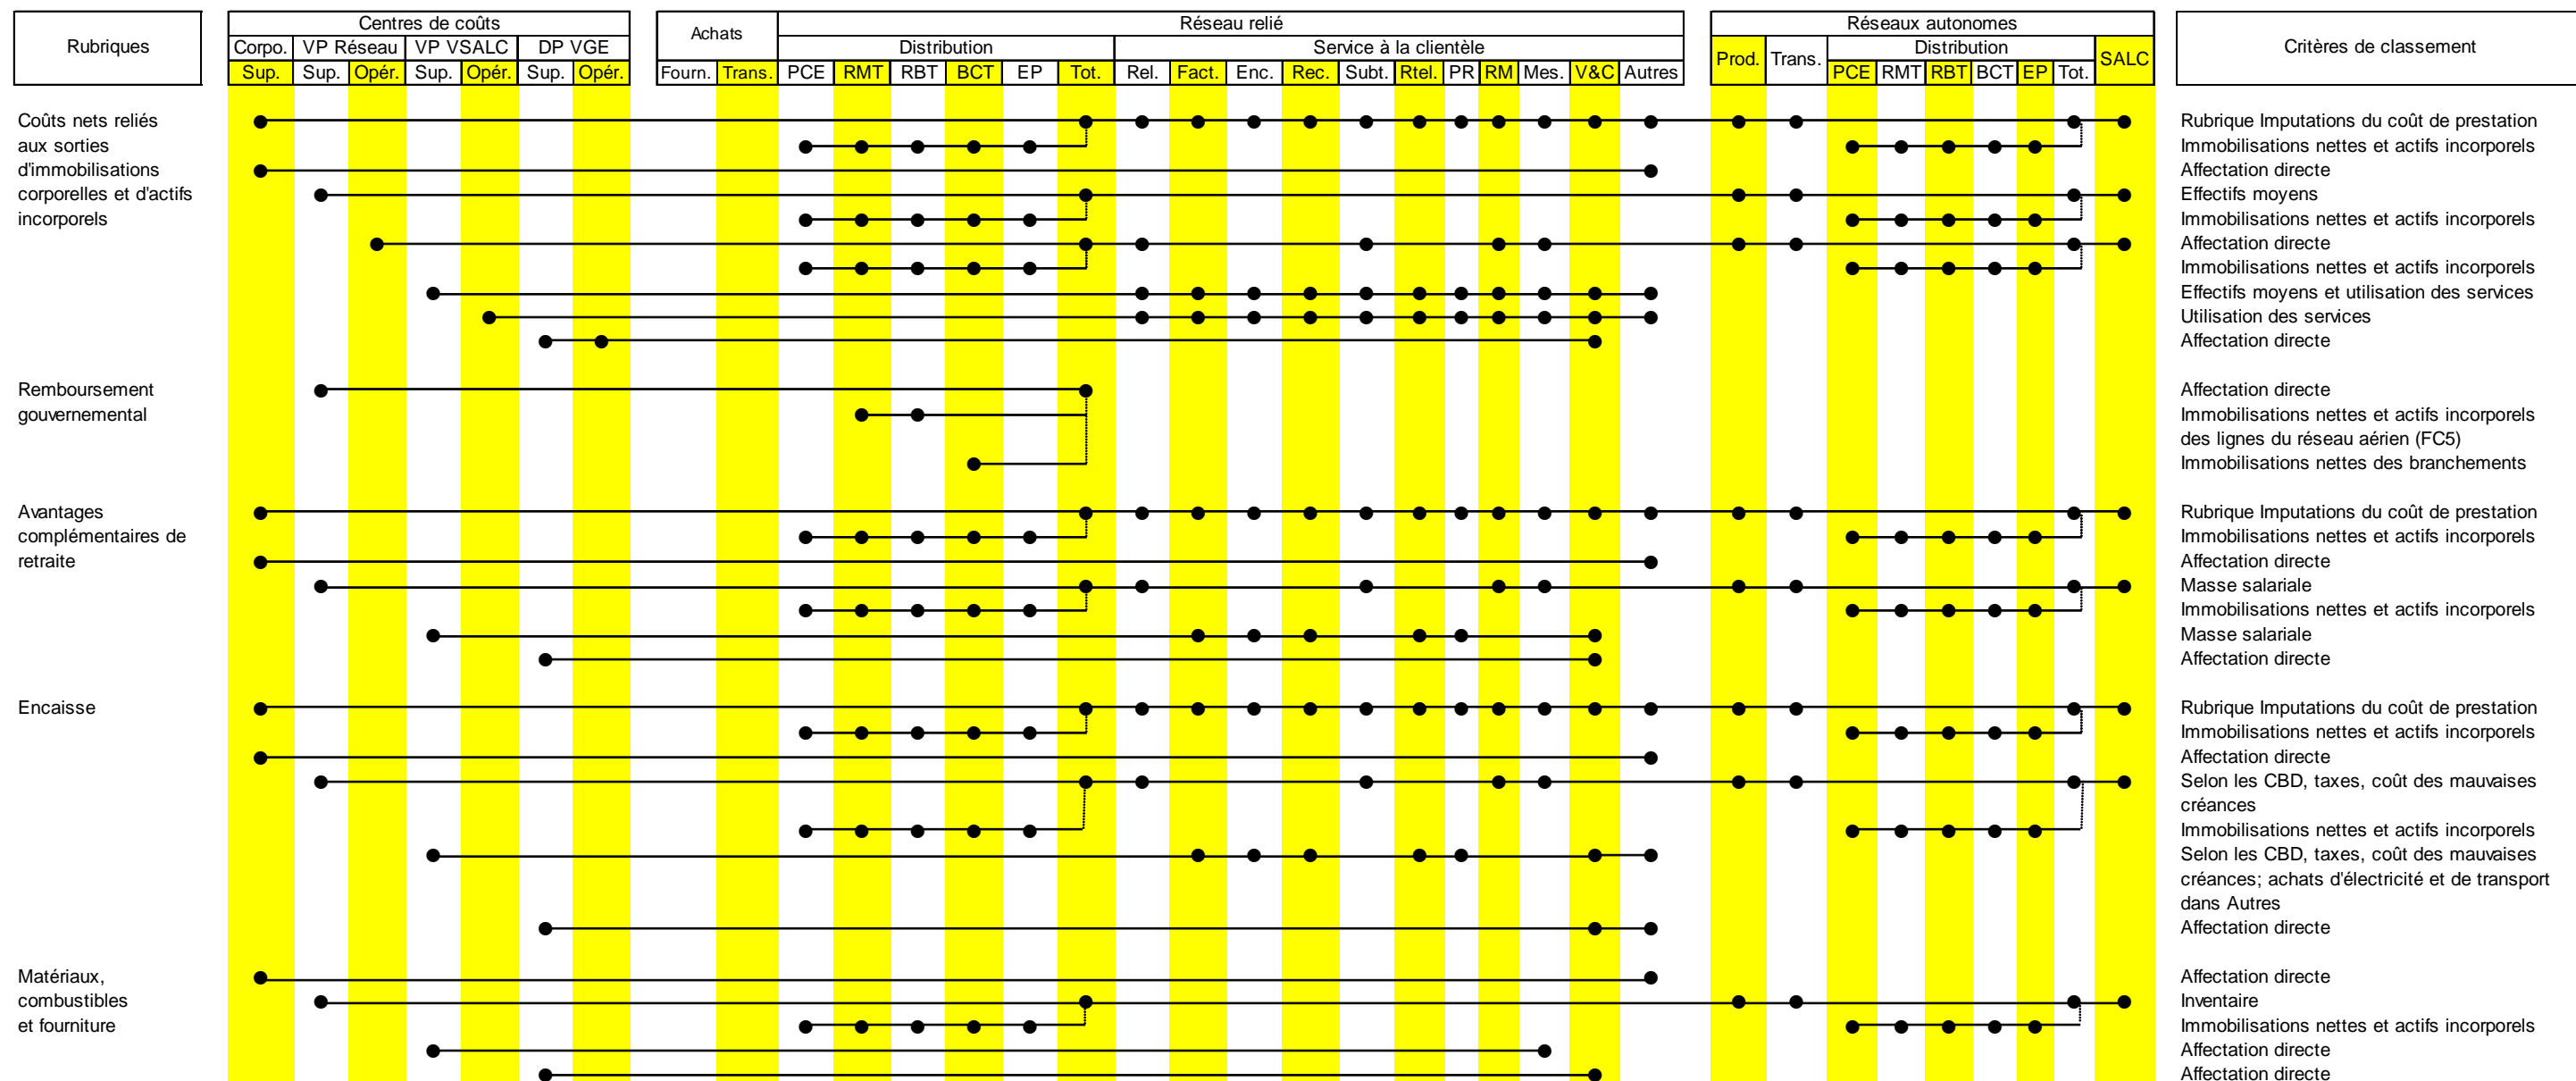 Rubriques
Centres de coûts
Corpo. VP Réseau VP VSALC DP VGE
Sup. Sup. Opér. Sup. Opér. Sup. Opér.
Achats
Fourn. Trans.
Réseau relié
Distribution Service à la clientèle
PCE RMT RBT BCT EP Tot. Rel. Fact. Enc. Rec. Subt. Rtel. PR RM Mes. V&C Autres
Réseaux autonomes
Prod. Trans. Distribution SALC
PCE RMT RBT BCT EP Tot.
Critères de classement
Coûts nets reliés Rubrique Imputations du coût de prestation
aux sorties Immobilisations nettes et actifs incorporels
d'immobilisations Affectation directe
corporelles et d'actifs Effectifs moyens
incorporels Immobilisations nettes et actifs incorporels
Affectation directe
Immobilisations nettes et actifs incorporels
Effectifs moyens et utilisation des services
Utilisation des services
Affectation directe
Remboursement Affectation directe
gouvernemental Immobilisations nettes et actifs incorporels
des lignes du réseau aérien (FC5)
Immobilisations nettes des branchements
Avantages Rubrique Imputations du coût de prestation
complémentaires de Immobilisations nettes et actifs incorporels
retraite Affectation directe
Masse salariale
Immobilisations nettes et actifs incorporels
Masse salariale
Affectation directe
Encaisse Rubrique Imputations du coût de prestation
Immobilisations nettes et actifs incorporels
Affectation directe
Selon les CBD, taxes, coût des mauvaises
créances
Immobilisations nettes et actifs incorporels
Selon les CBD, taxes, coût des mauvaises
créances; achats d'électricité et de transport
dans Autres
Affectation directe
Matériaux, Affectation directe
combustibles Inventaire
et fourniture Immobilisations nettes et actifs incorporels
Affectation directe
Affectation directe